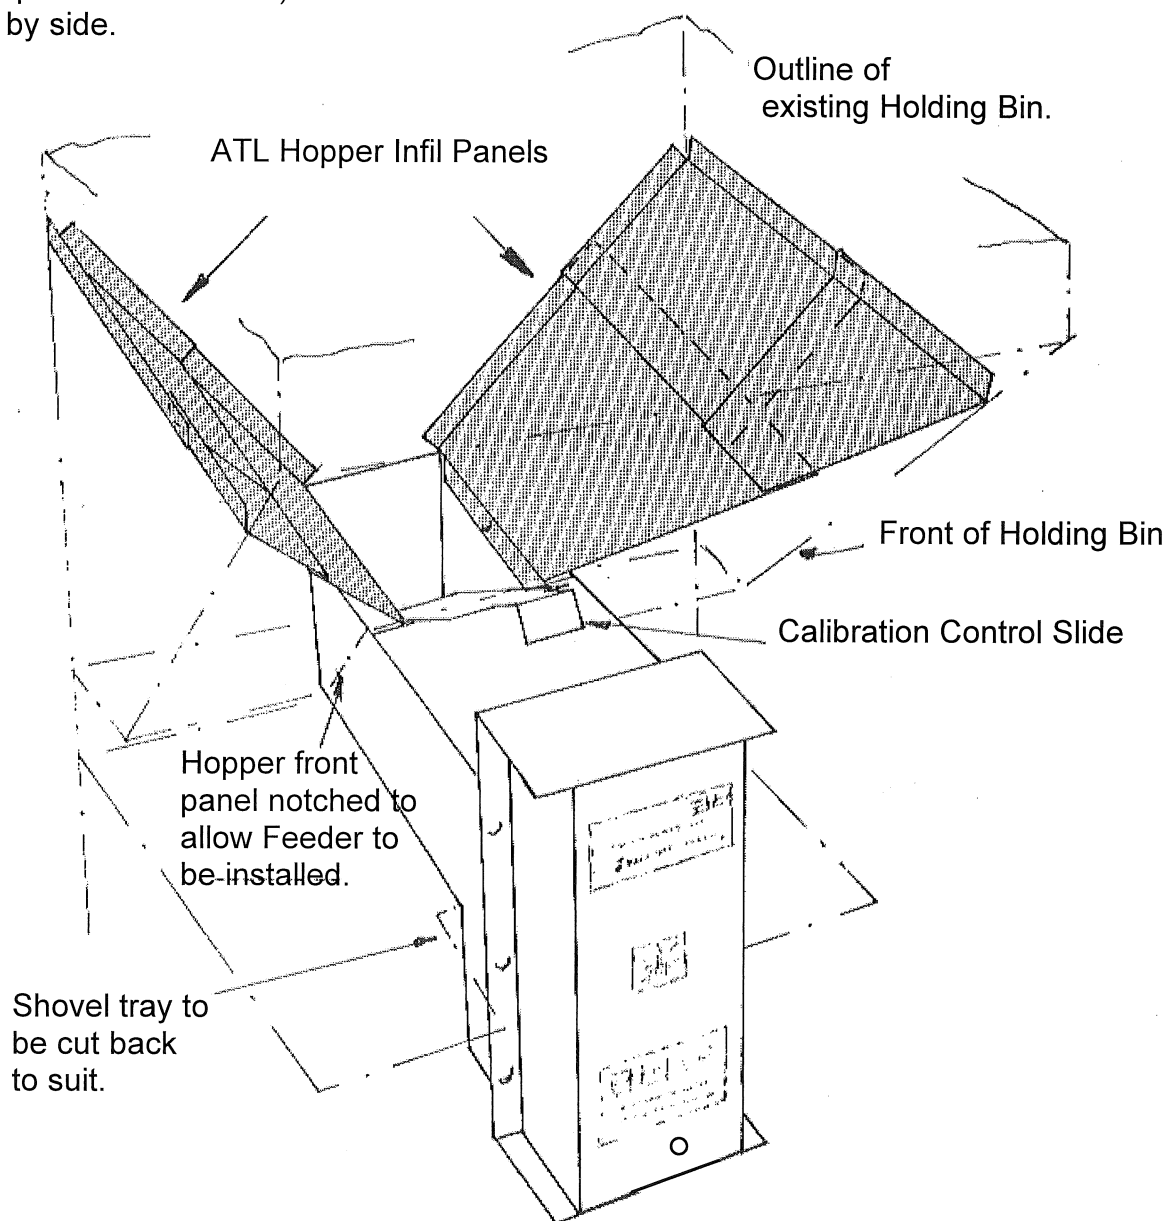 by side.
Outline of
existing Holding Bin.
ATL Hopper Infil Panels
Front of Holding Bin
Calibration Control Slide
Hopper front
panel notched to
allow Feeder to
be installed.
Shovel tray to
be cut back
to suit.